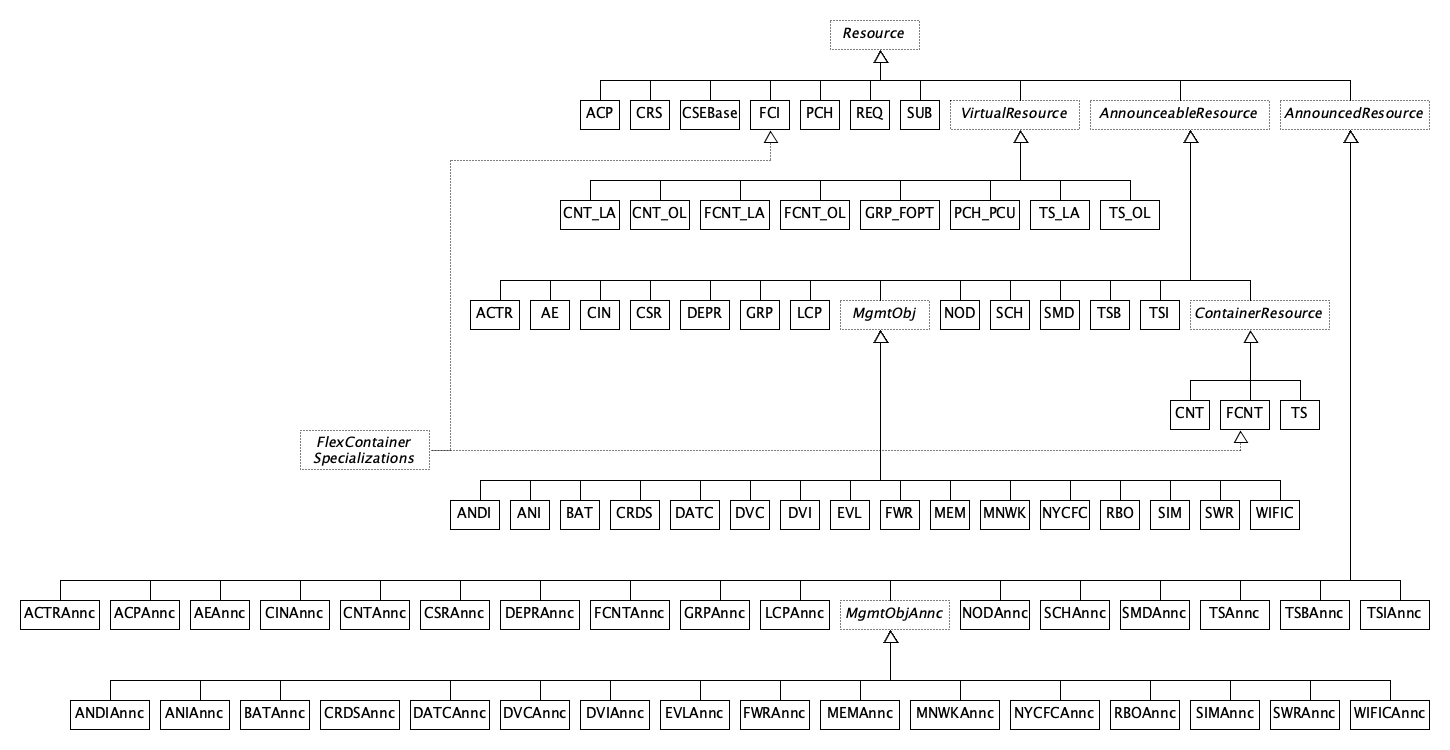 Resource
ACP CRS CSEBase FCI PCH REQ SUB VirtualResource AnnounceableResource AnnouncedResource
CNT_LA CNT_OL FCNT_LA FCNT_OL GRP_FOPT PCH_PCU TS_LA TS_OL
ACTR AE CIN CSR DEPR GRP LCP MgmtObj NOD SCH SMD TSB TSI ContainerResource
CNT FCNT TS
FlexContainer
Specializations
ANDI ANI BAT CRDS DATC DVC DVI EVL FWR MEM MNWK NYCFC RBO SIM SWR WIFIC
ACTRAnnc ACPAnnc AEAnnc CINAnnc CNTAnnc CSRAnnc DEPRAnnc FCNTAnnc GRPAnnc LCPAnnc MgmtObjAnnc NODAnnc SCHAnnc SMDAnnc TSAnnc TSBAnnc TSIAnnc
ANDIAnnc ANIAnnc BATAnnc CRDSAnnc DATCAnnc DVCAnnc DVIAnnc EVLAnnc FWRAnnc MEMAnnc MNWKAnnc NYCFCAnnc RBOAnnc SIMAnnc SWRAnnc WIFICAnnc